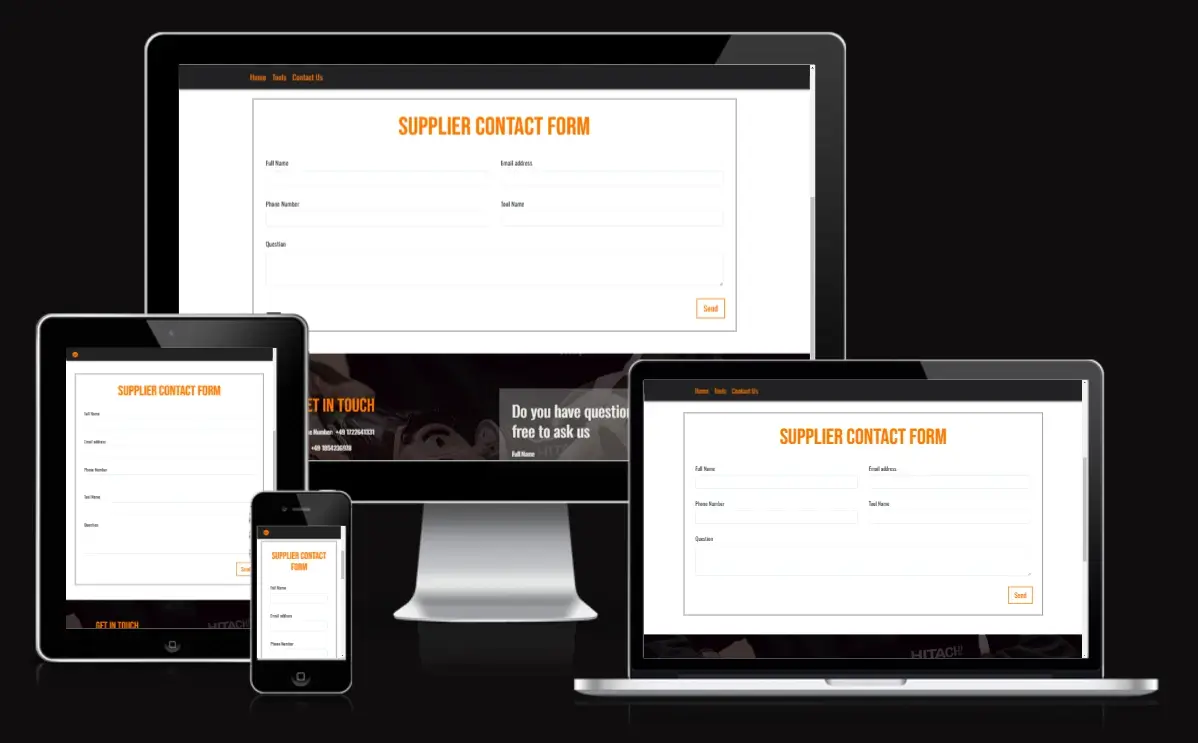 Home Tools Contact Us
SUPPLIER CONTACT FORM
Full Name
Email address
Phone Number
Tool Name
Question
Send
ET IN TOUCH
Number: +49 1722641331
+49 1854236978
Do you have question
free to ask us
Full Name
HITACHI
SUPPLIER CONTACT FORM
Full Name
Email address
Phone Number
Tool Name
Question
Send
GET IN TOUCH
HITACHI
SUPPLIER CONTACT
FORM
Full Name
Email address
Phone Number
Home Tools Contact Us
SUPPLIER CONTACT FORM
Full Name
Email address
Phone Number
Tool Name
Question
Send
HITACHI